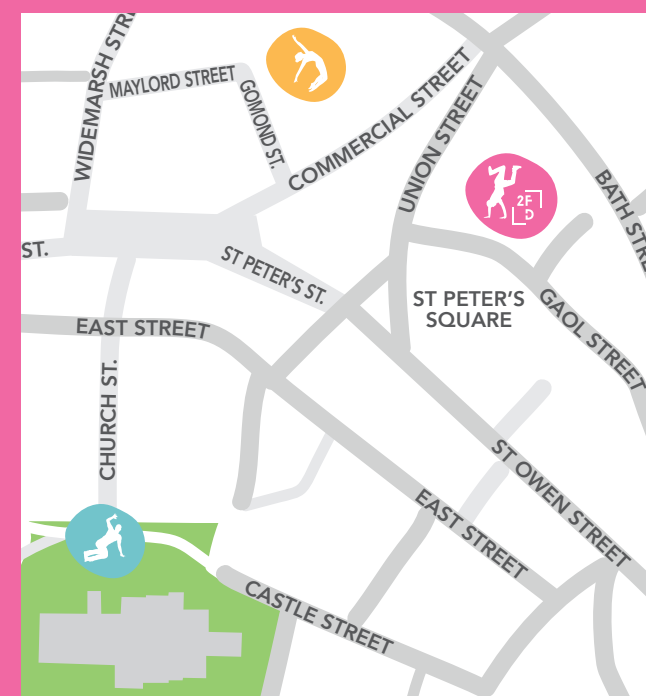 WIDEMARSH STR
MAYLORD STREET
GOMOND ST.
COMMERCIAL STREET
UNION STREET
BATH STRE
2F
D
ST.
ST PETER'S ST.
ST PETER'S
SQUARE
GAOL STREET
EAST STREET
CHURCH ST.
ST OWEN STREET
EAST STREET
CASTLE STREET